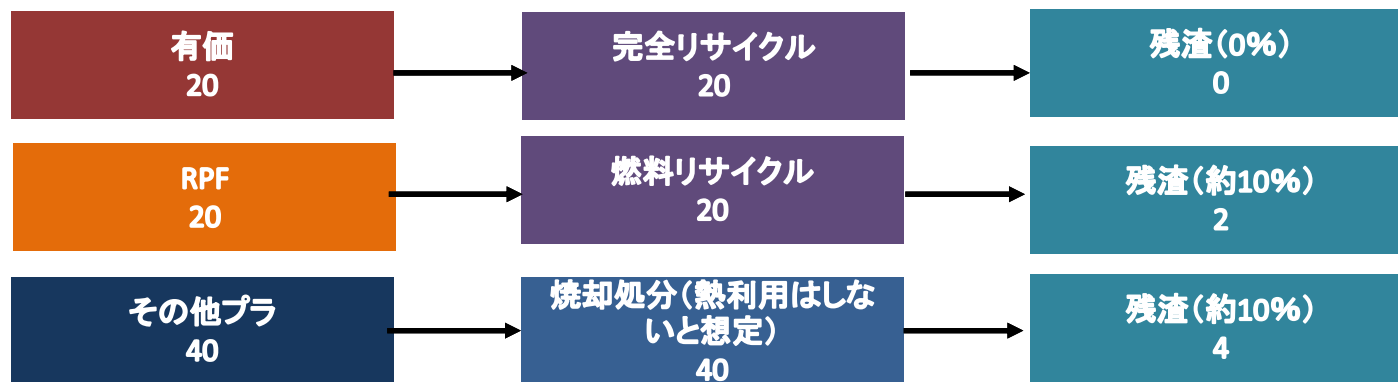 有価
20
完全リサイクル
20
残渣（0%）
0
RPF
20
燃料リサイクル
20
残渣（約10%）
2
その他プラ
40
焼却処分（熱利用はしな
いと想定）
40
残渣（約10%）
4